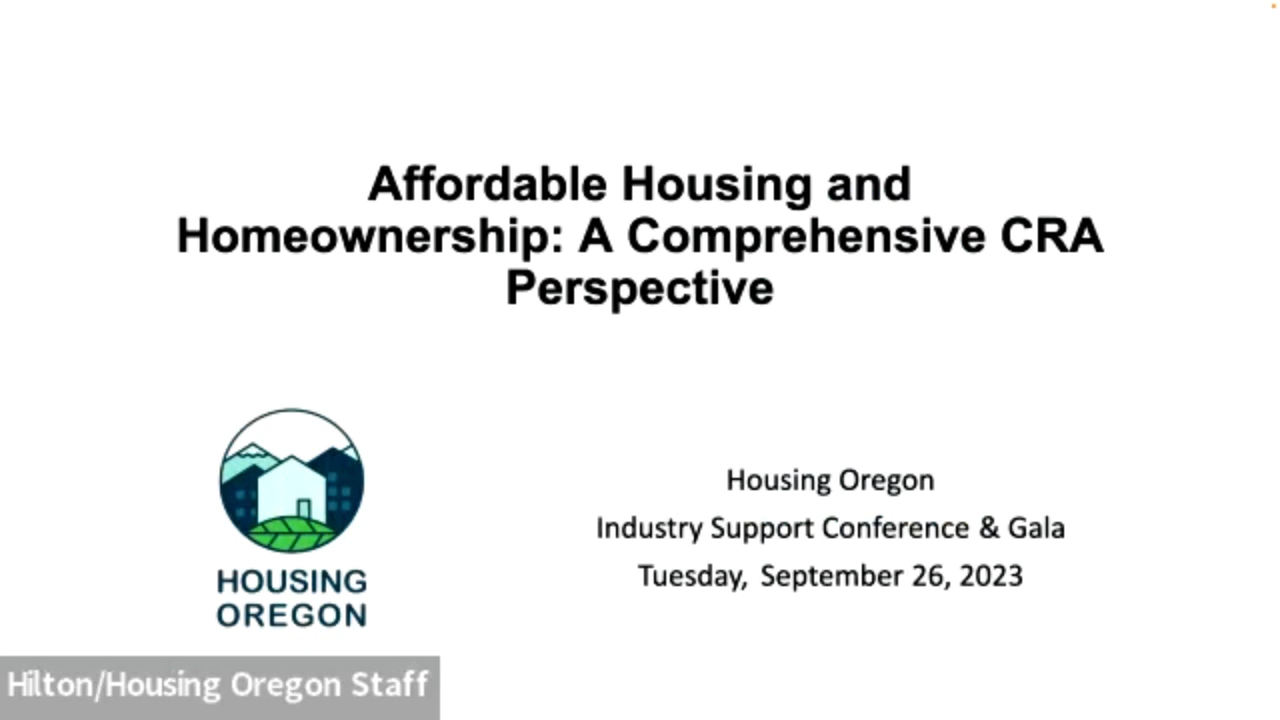 Affordable Housing and
Homeownership: A Comprehensive CRA
Perspective
HOUSING
OREGON
Housing Oregon
Industry Support Conference & Gala
Tuesday, September 26, 2023
Hilton/Housing Oregon Staff